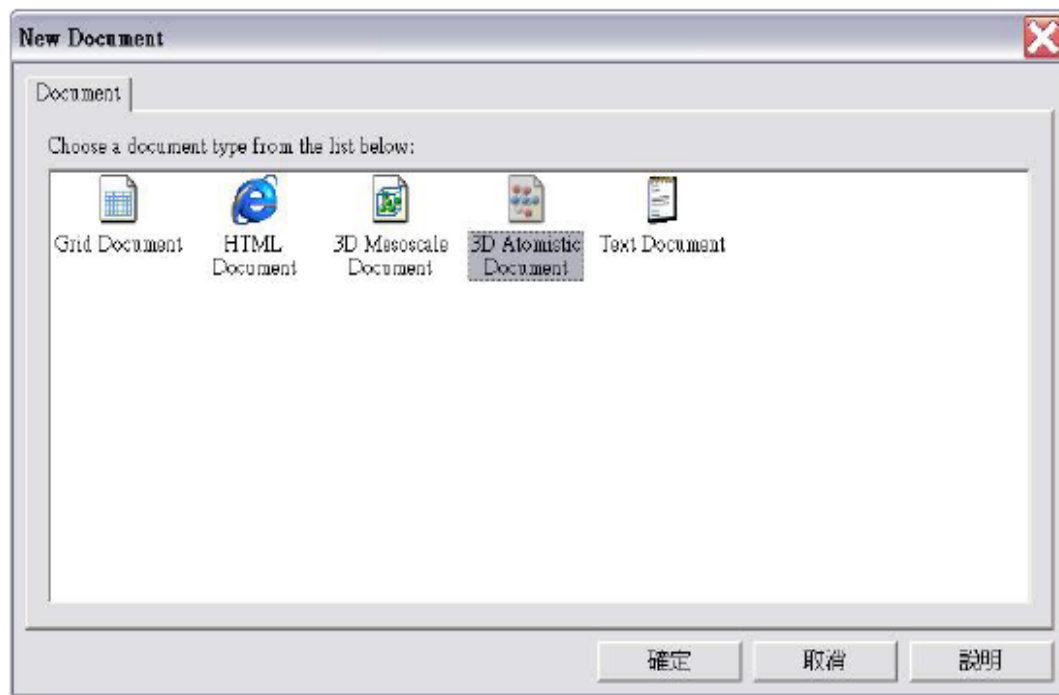 New Document
Document
Choose a document type from the list below:
Grid Document
HTML
Document
3D Mesoscale
Document
3D Atomistic
Document
Text Document
確定
取消
說明